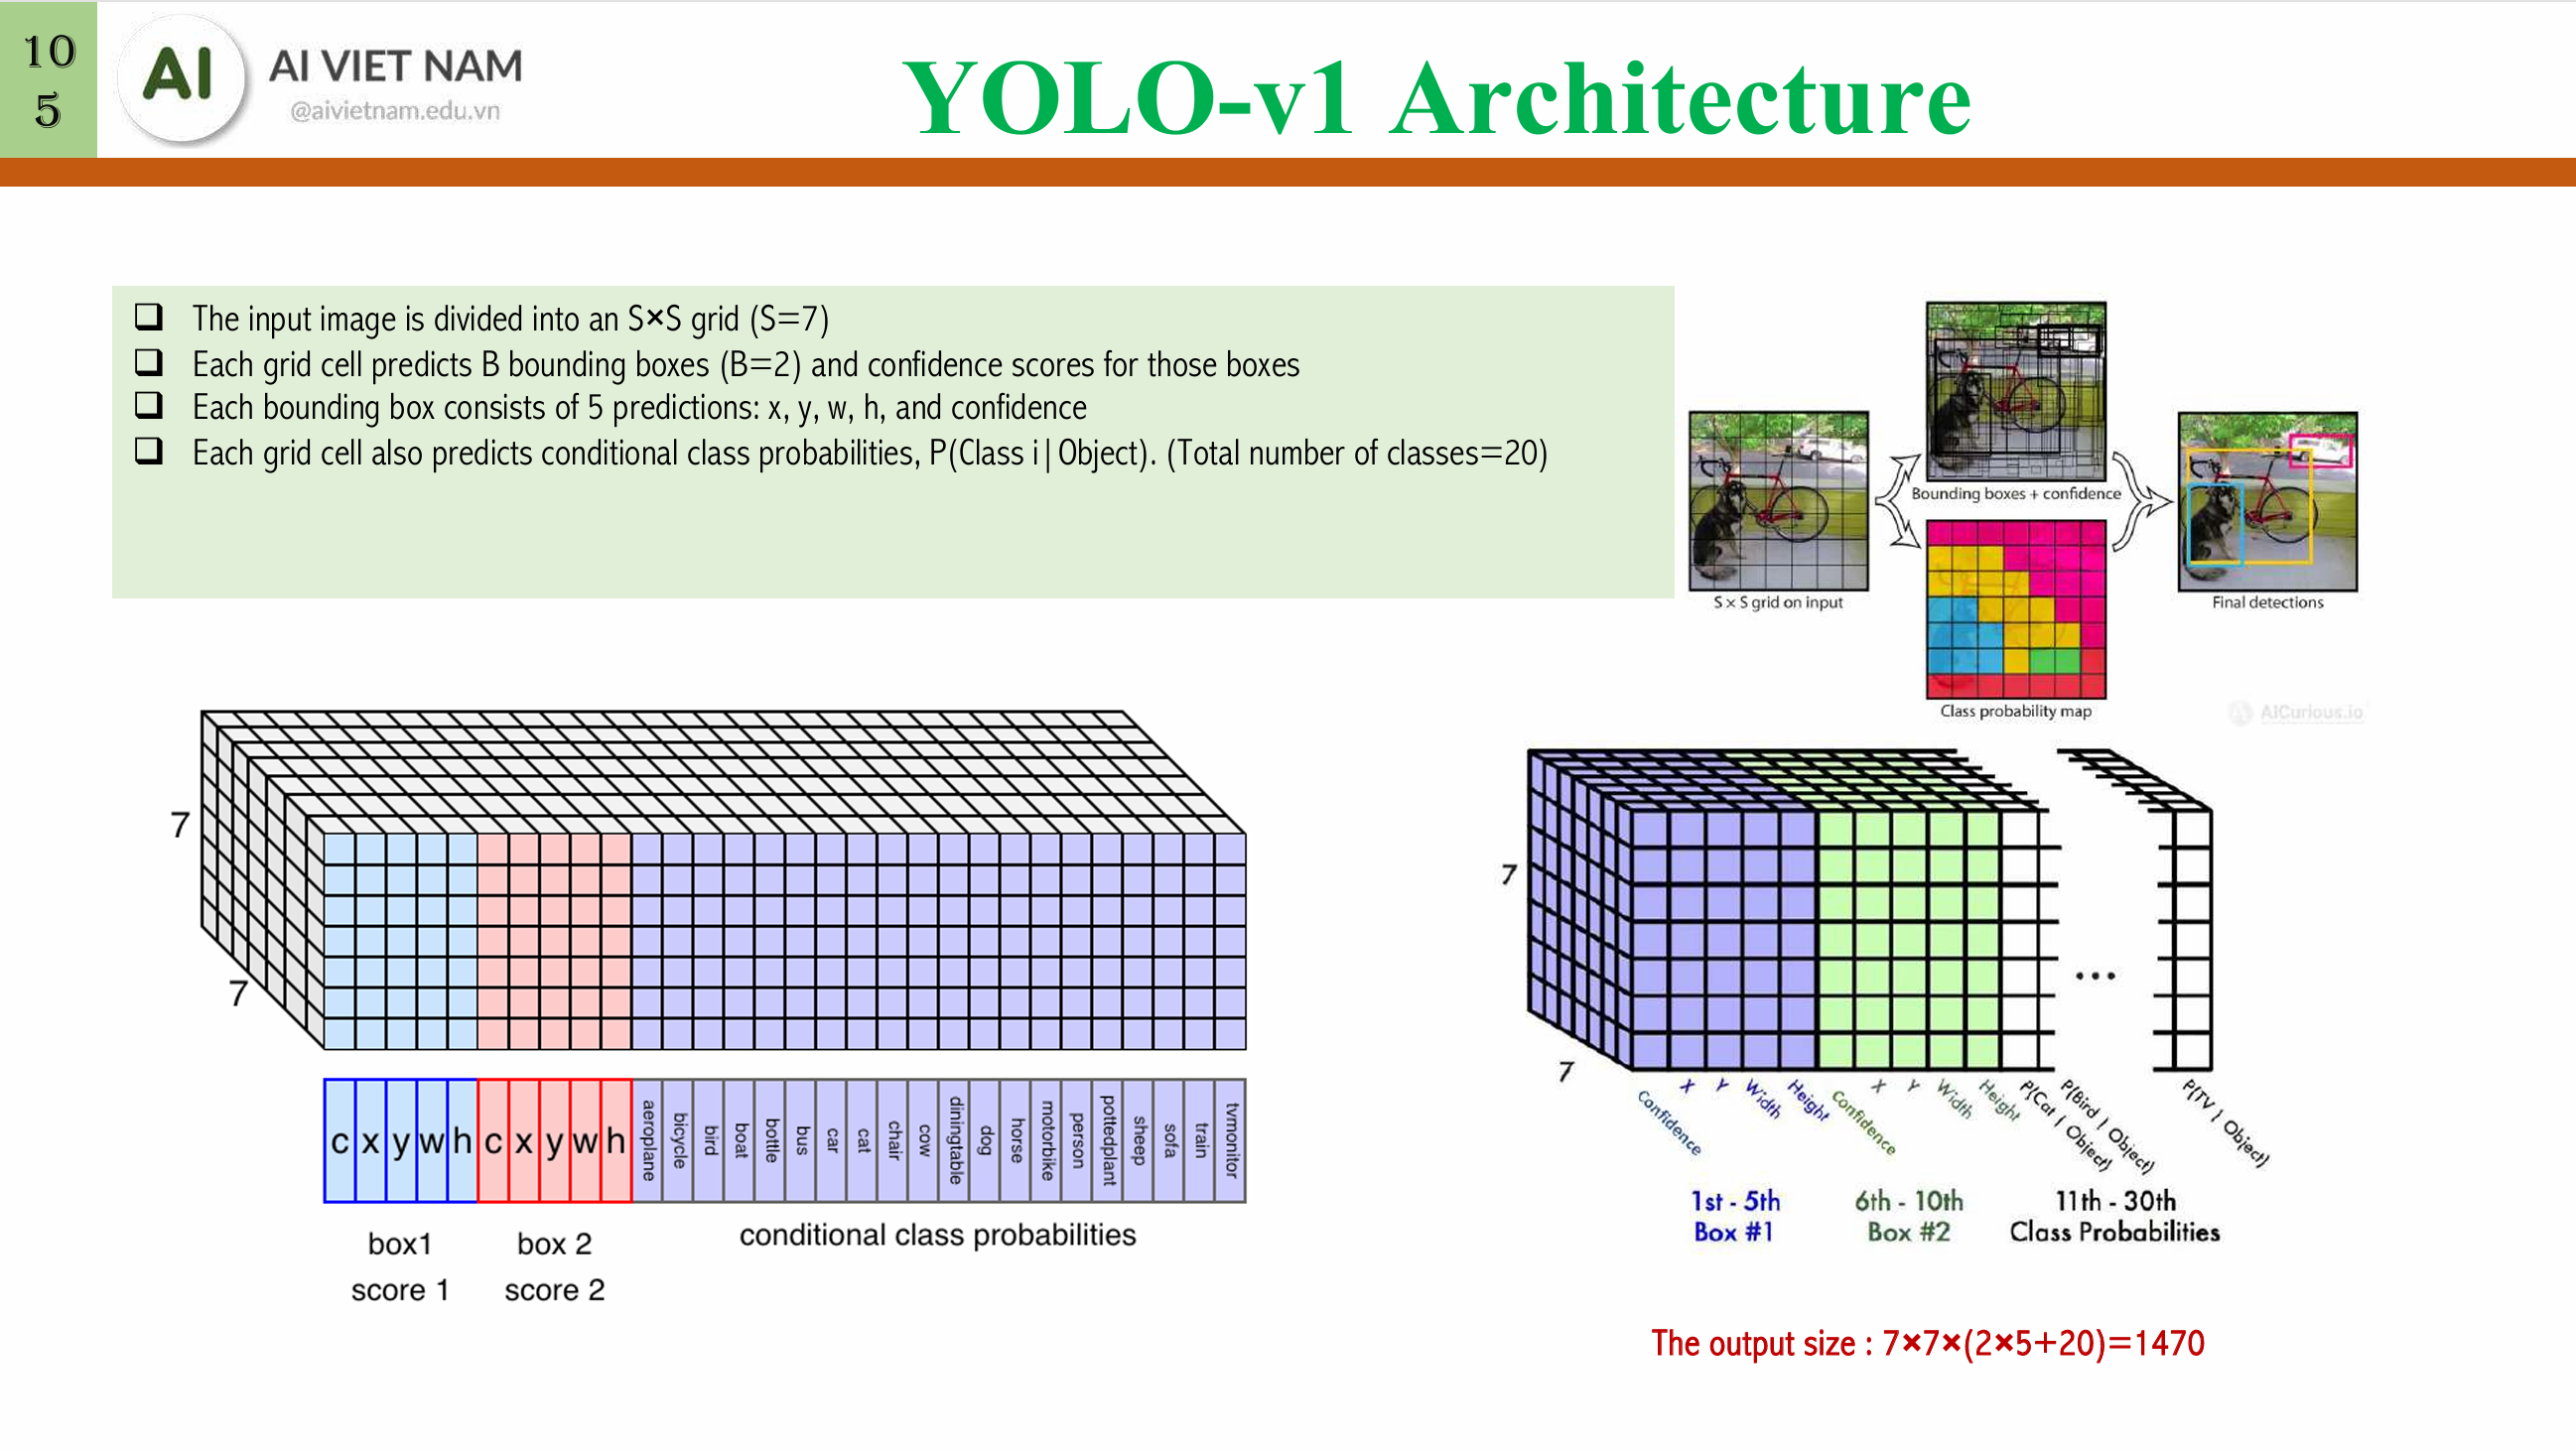 10
5
AI
AI VIET NAM
@aivietnam.edu.vn
YOLO-v1 Architecture
❑ The input image is divided into an S×S grid (S=7)
❑ Each grid cell predicts B bounding boxes (B=2) and confidence scores for those boxes
❑ Each bounding box consists of 5 predictions: x, y, w, h, and confidence
❑ Each grid cell also predicts conditional class probabilities, P(Class i|Object). (Total number of classes=20)
Bounding boxes + confidence
S × S grid on input
Final detections
Class probability map
AICurious.io
7
7
c x y w h c x y w h aeroplane bicycle bird boat bottle bus car cat chair cow diningtable dog horse motorbike person pottedplant sheep sofa train tvmonitor
box1 box 2 conditional class probabilities
score 1 score 2
7
7
...
Confidence X Y Width Height Confidence X Y Width Height P(Cat | Object) P(Bird | Object) P(TV | Object)
1st - 5th 6th - 10th 11th - 30th
Box #1 Box #2 Class Probabilities
The output size : 7×7×(2×5+20)=1470